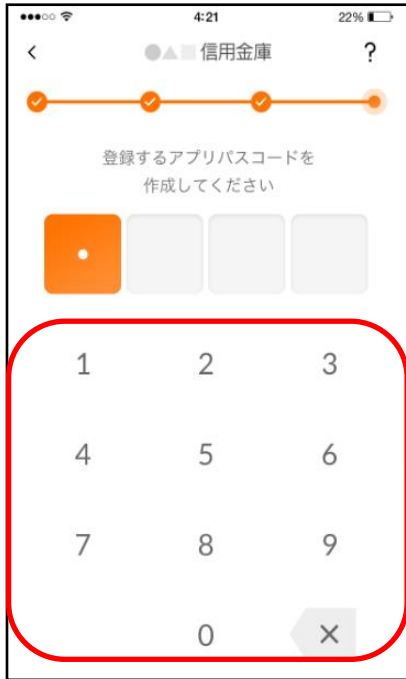 4:21
22%
●▲■ 信用金庫
?
登録するアプリパスコードを
作成してください
1 2 3
4 5 6
7 8 9
0